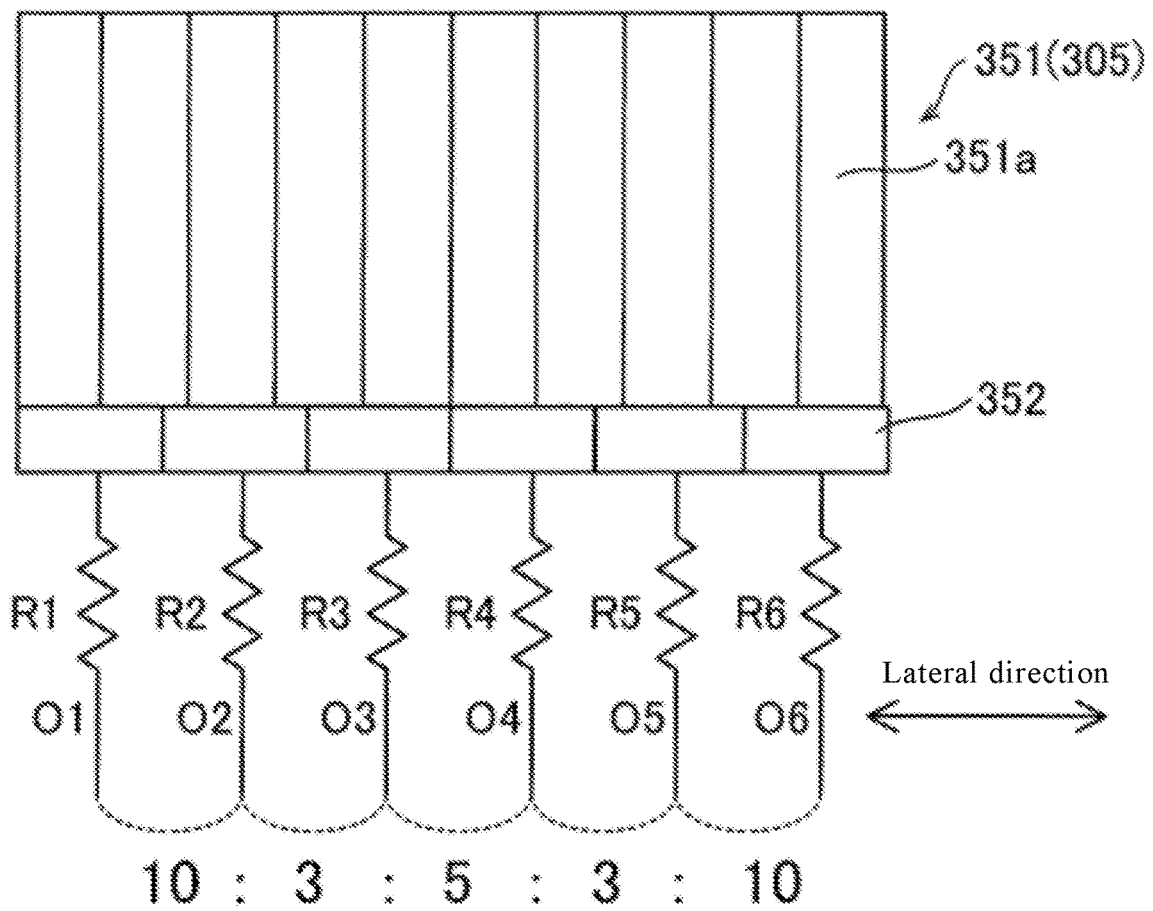 351(305)
351a
352
R1 R2 R3 R4 R5 R6
Lateral direction
O1 O2 O3 O4 O5 O6
10 : 3 : 5 : 3 : 10